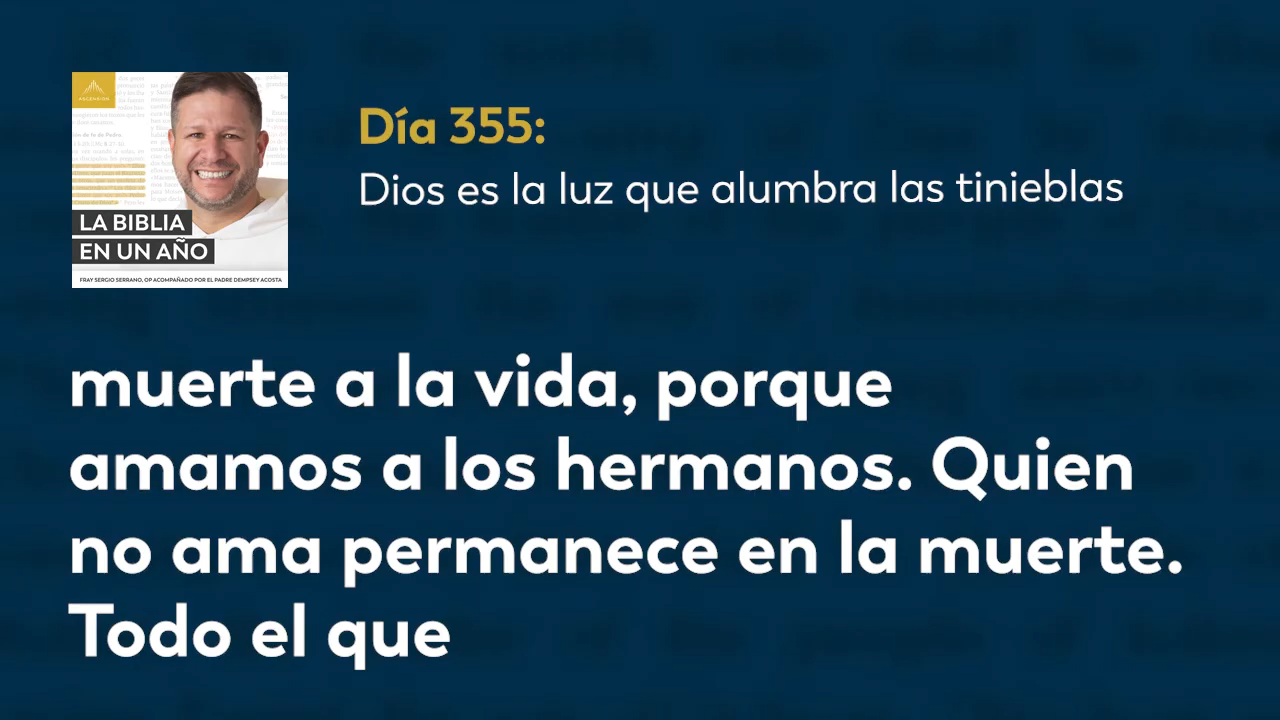 ASCENSION
LA BIBLIA
EN UN AÑO
FRAY SERGIO SERRANO, OP ACOMPAÑADO POR EL PADRE DEMPSEY ACOSTA
Día 355:
Dios es la luz que alumbra las tinieblas
muerte a la vida, porque
amamos a los hermanos. Quien
no ama permanece en la muerte.
Todo el que